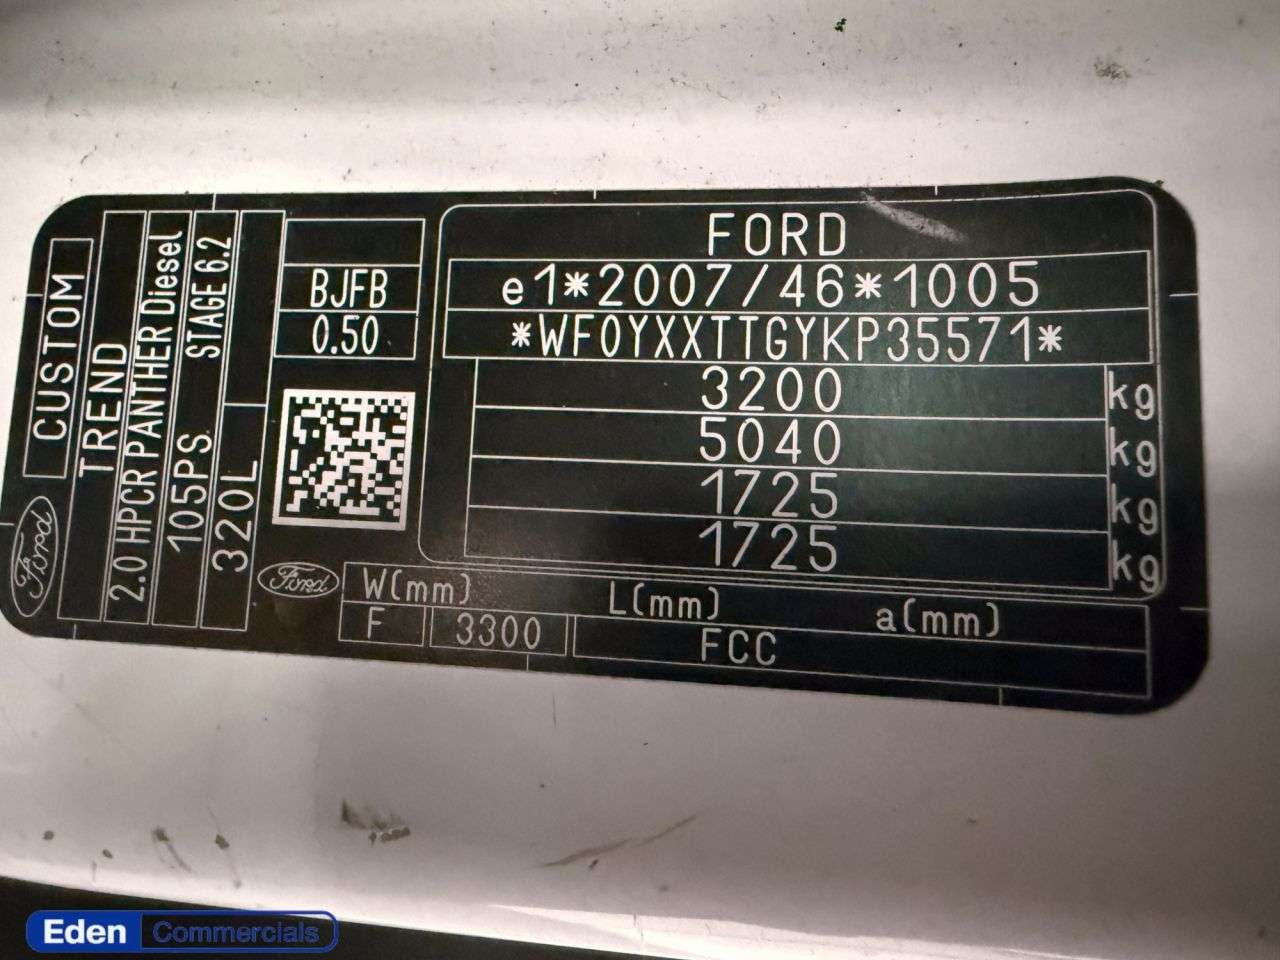 FORD
e1*2007/46*1005
*WF0YXXTTGYKP35571*
3200 kg
5040 kg
1725 kg
1725 kg
BJFB
0.50
CUSTOM
TREND
2.0 HPCR PANTHER Diesel
105PS STAGE 6.2
320L
Ford
Ford
W(mm) L(mm) a(mm)
F 3300 FCC
Eden Commercials